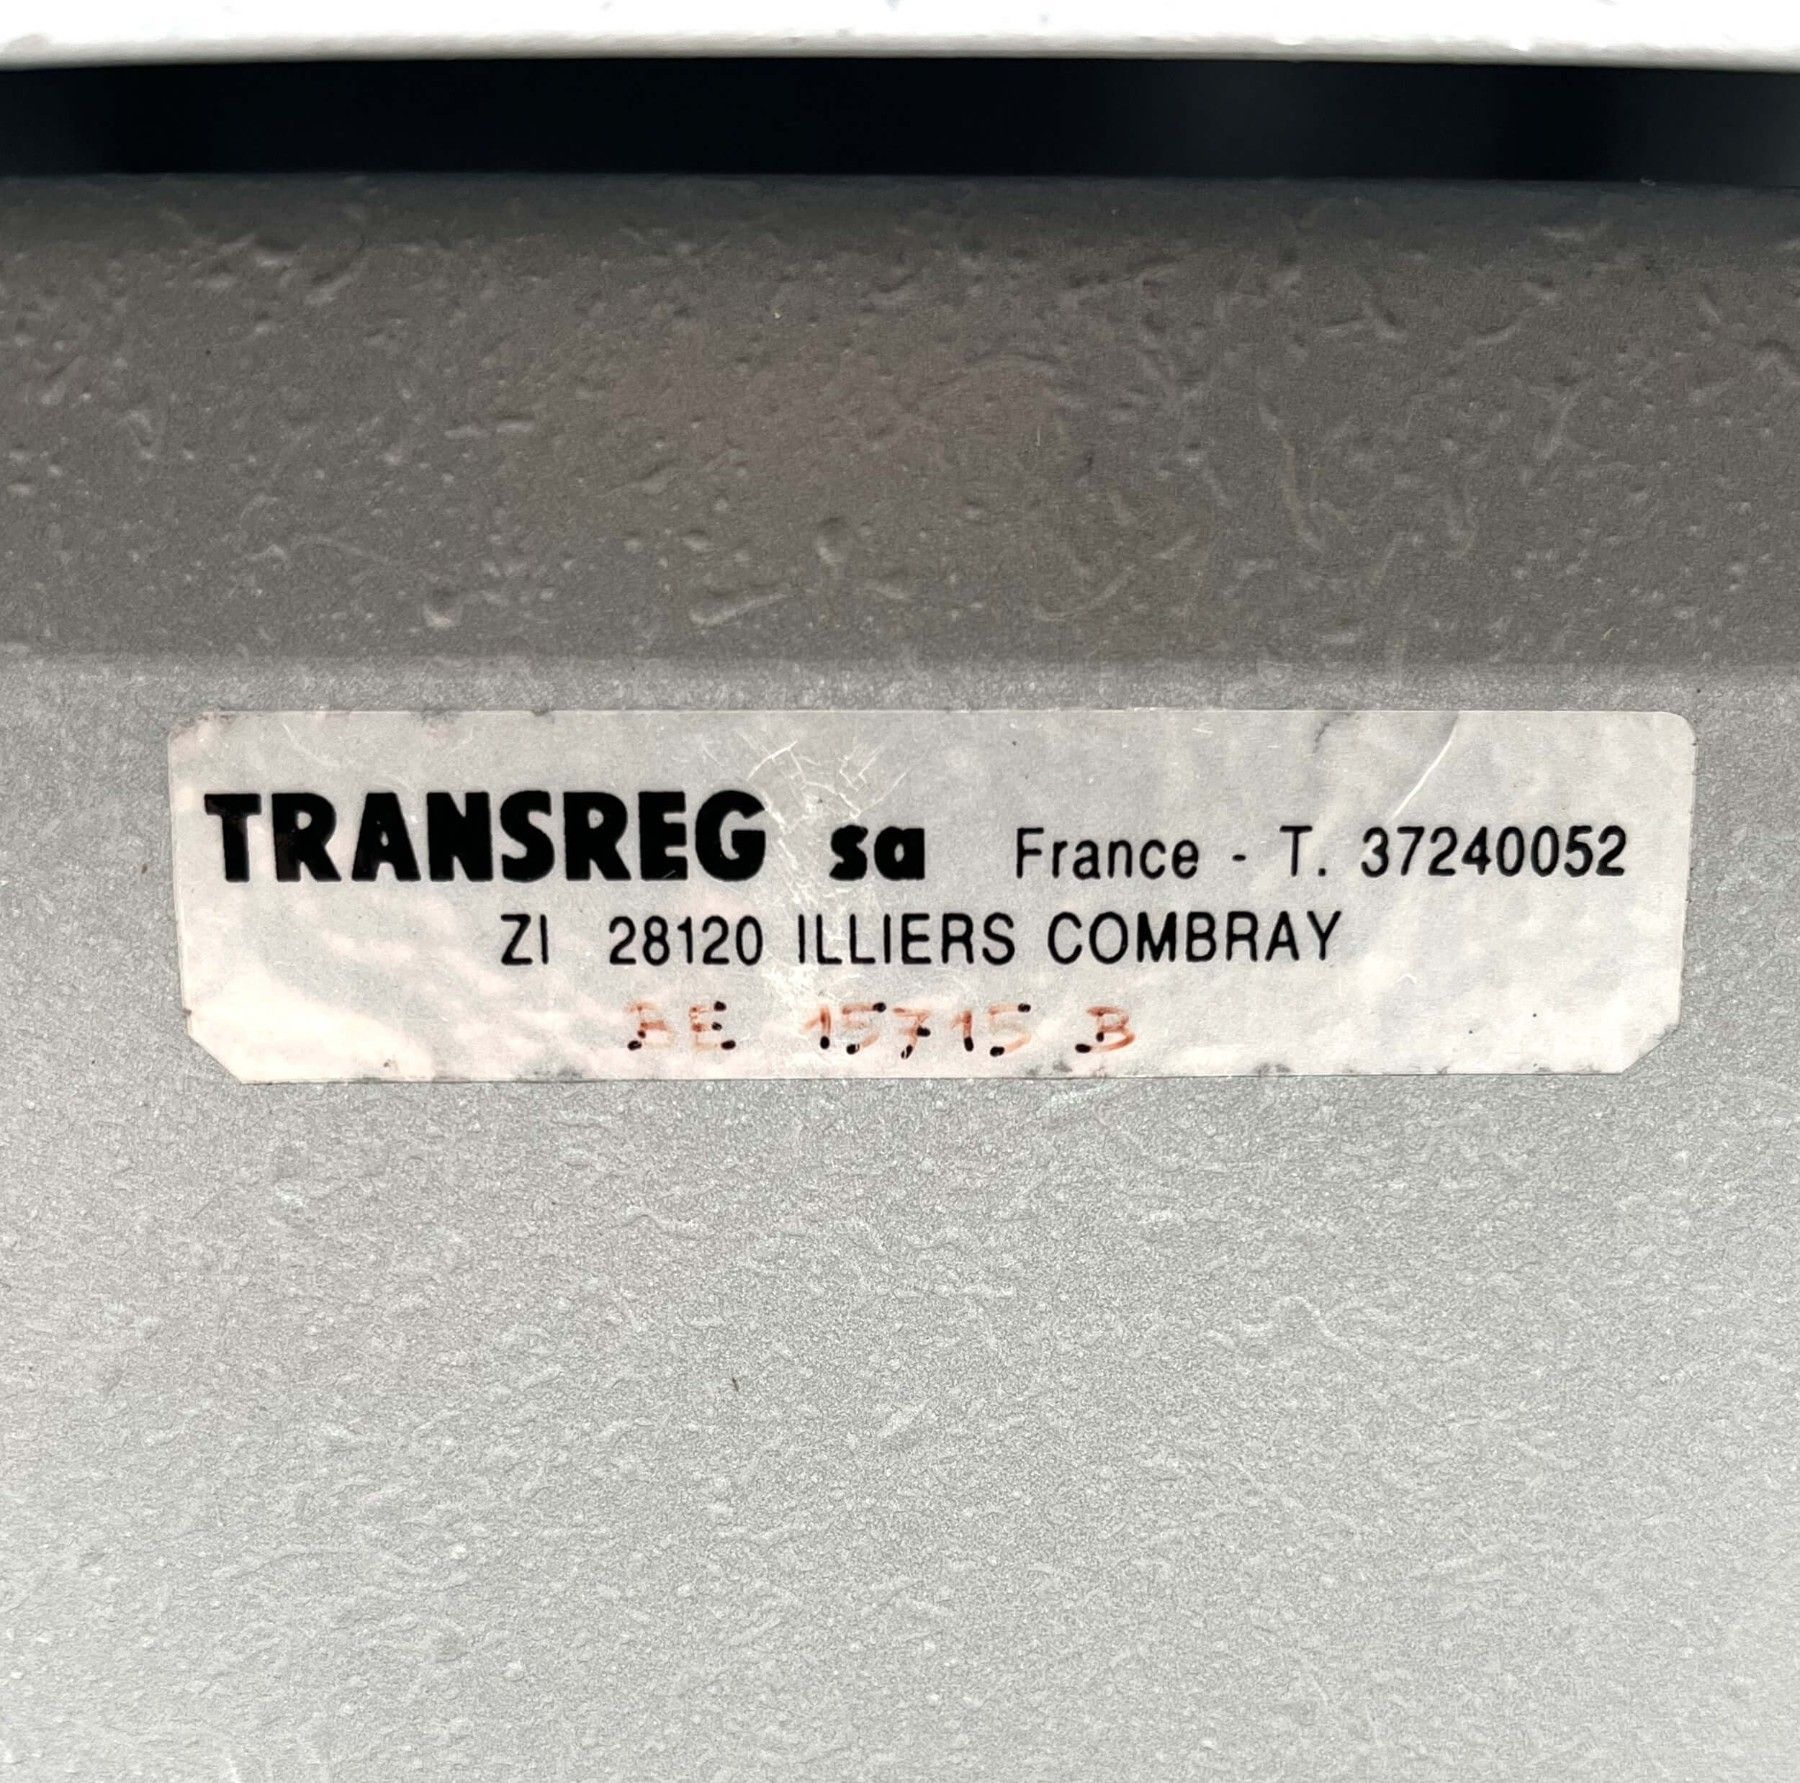 TRANSREG sa France - T. 37240052
ZI 28120 ILLIERS COMBRAY
BE 15715 B